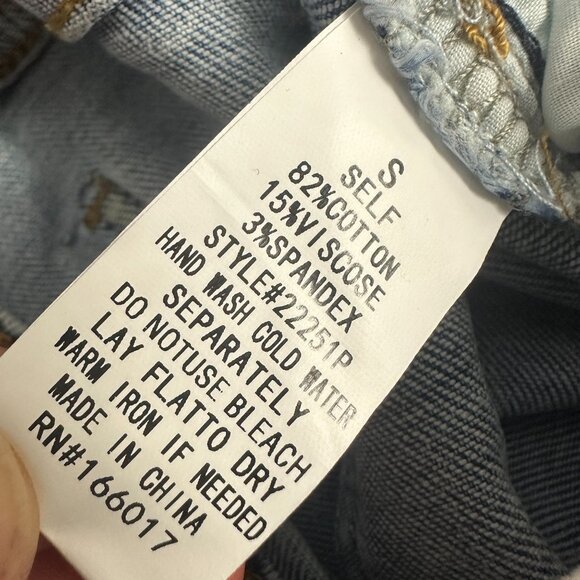 S
SELF
82%COTTON
15%VISCOSE
3%SPANDEX
STYLE#22251P
HAND WASH COLD WATER
SEPARATELY
DO NOTUSE BLEACH
LAY FLATTO DRY
WARM IRON IF NEEDED
MADE IN CHINA
RN#166017